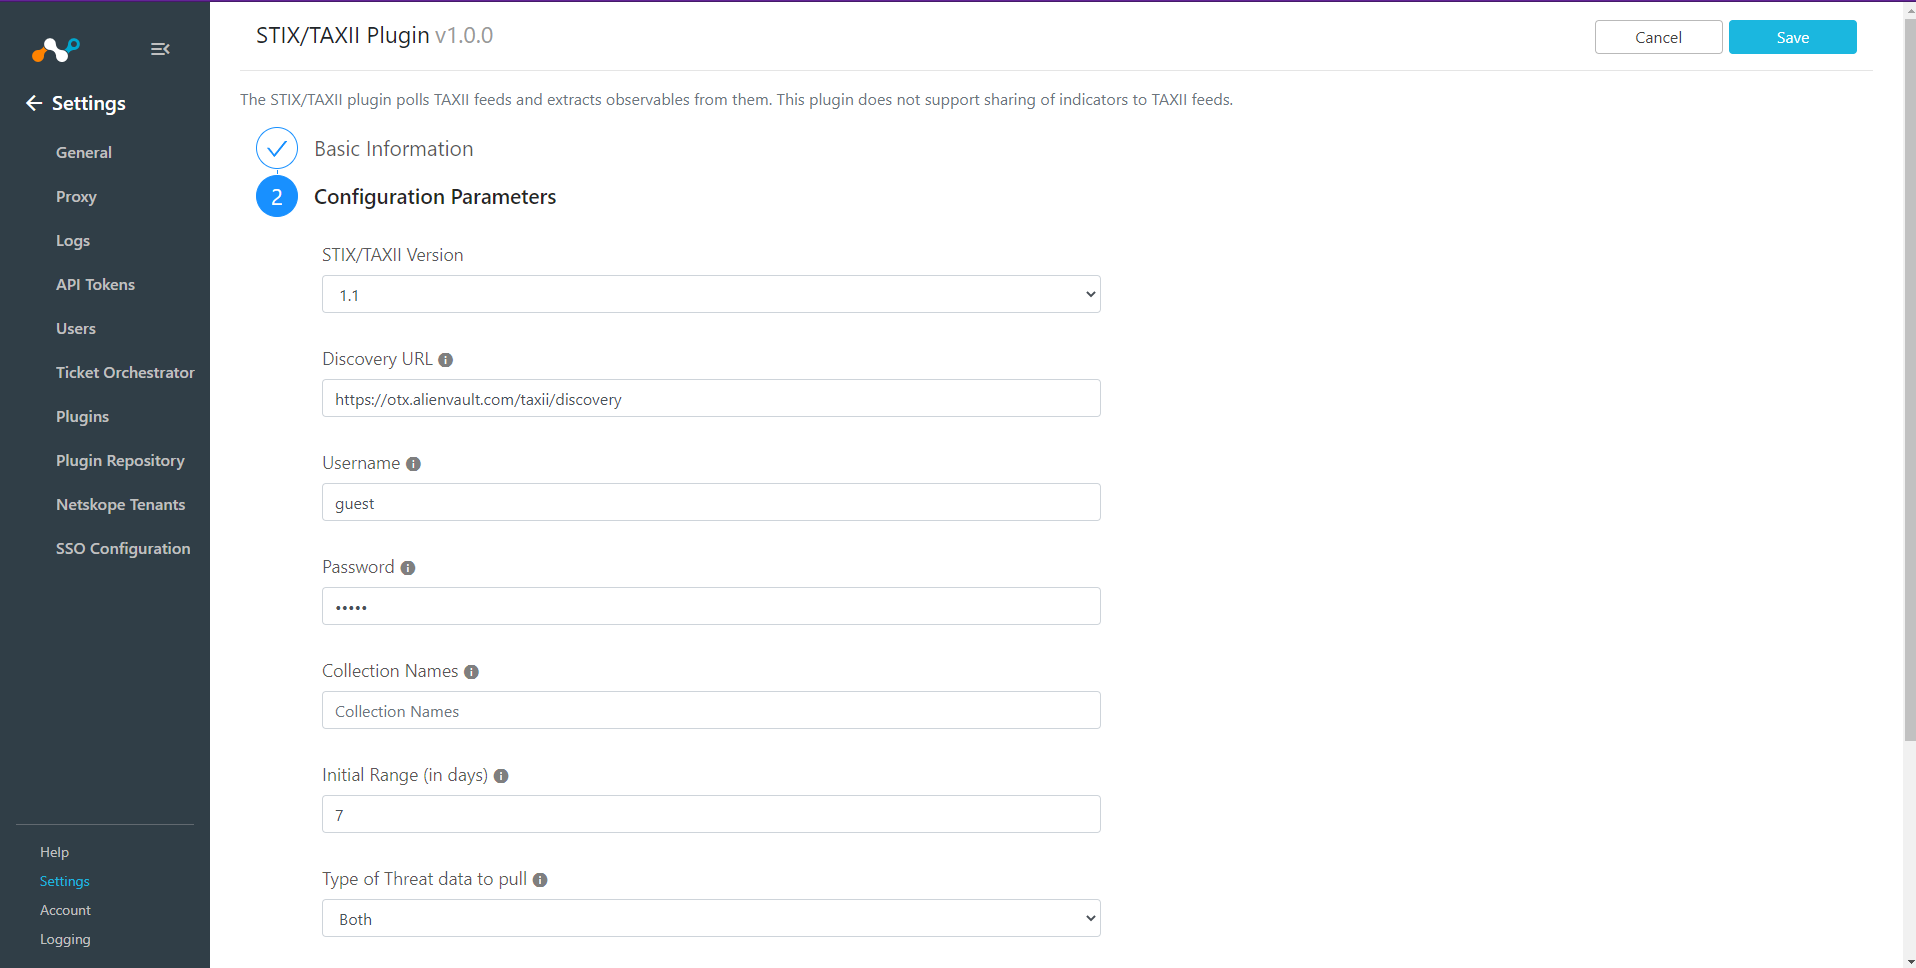 Settings
General
Proxy
Logs
API Tokens
Users
Ticket Orchestrator
Plugins
Plugin Repository
Netskope Tenants
SSO Configuration
Help
Settings
Account
Logging
STIX/TAXII Plugin v1.0.0
Cancel
Save
The STIX/TAXII plugin polls TAXII feeds and extracts observables from them. This plugin does not support sharing of indicators to TAXII feeds.
Basic Information
2 Configuration Parameters
STIX/TAXII Version
1.1
Discovery URL
https://otx.alienvault.com/taxii/discovery
Username
guest
Password
•••••
Collection Names
Collection Names
Initial Range (in days)
7
Type of Threat data to pull
Both